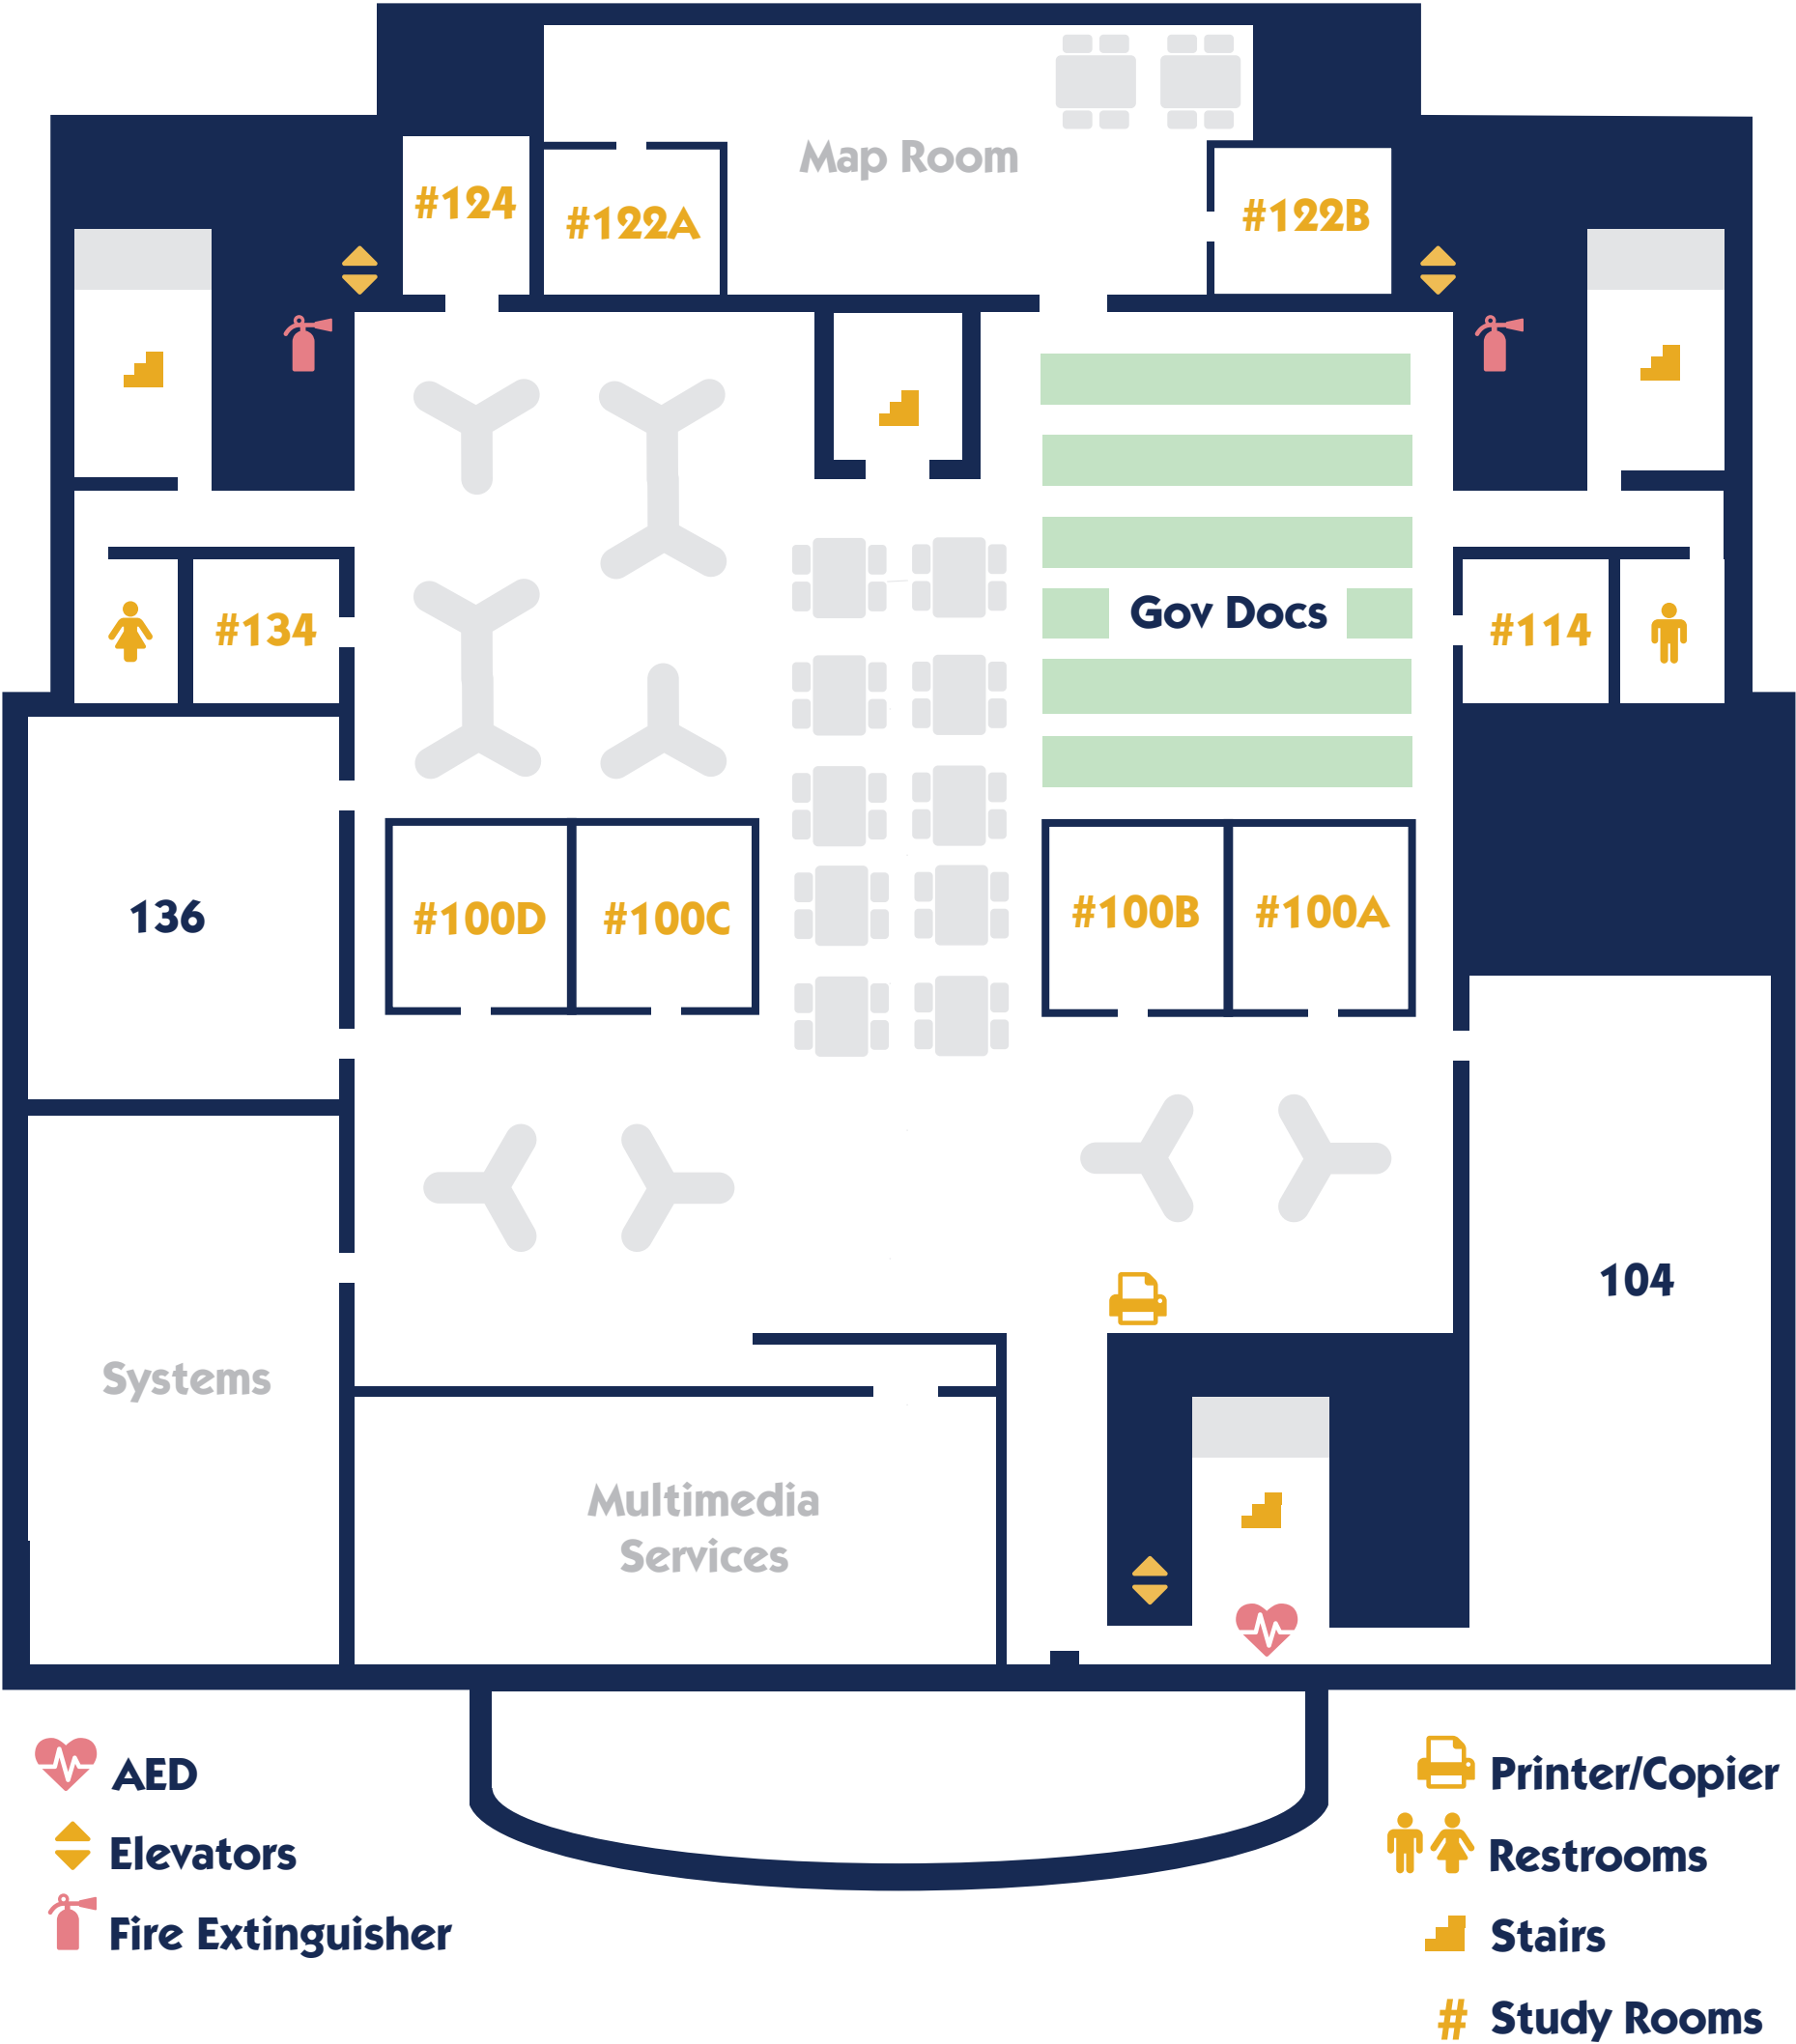 Map Room
#124
#122A
#122B
Gov Docs
#134
#114
136
#100D
#100C
#100B
#100A
104
Systems
Multimedia
Services
AED
Elevators
Fire Extinguisher
Printer/Copier
Restrooms
Stairs
# Study Rooms